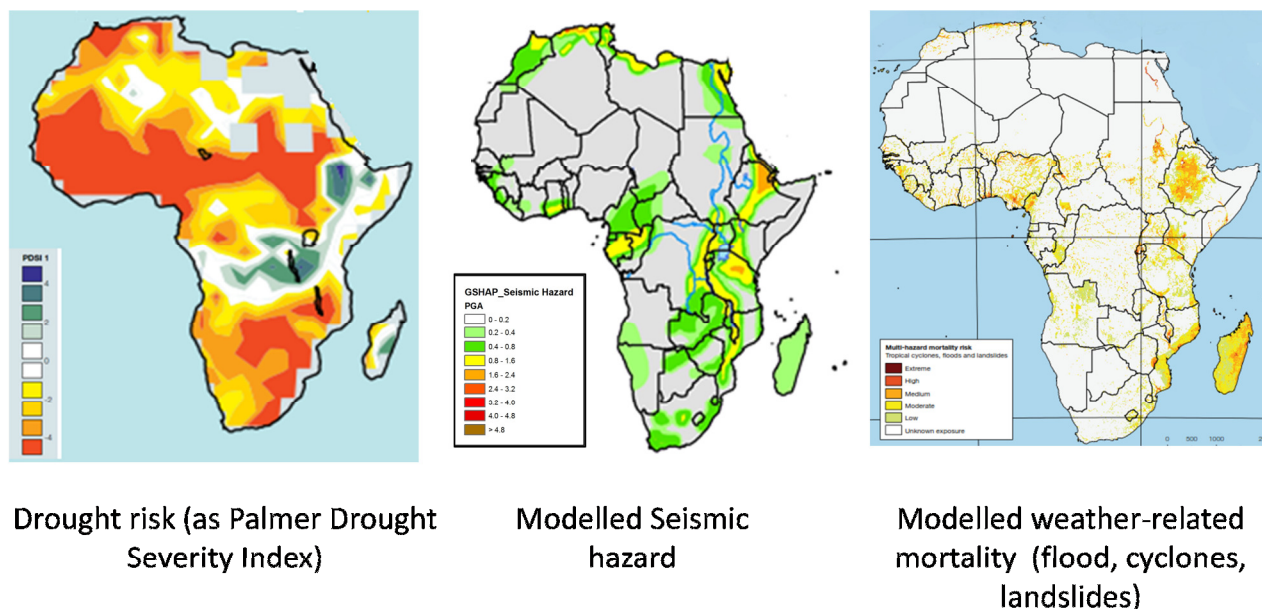 PDSI 1
4
2
0
-2
-4
Drought risk (as Palmer Drought
Severity Index)
GSHAP_Seismic Hazard
PGA
0 - 0.2
0.2 - 0.4
0.4 - 0.8
0.8 - 1.6
1.6 - 2.4
2.4 - 3.2
3.2 - 4.0
4.0 - 4.8
> 4.8
Modelled Seismic
hazard
Multi-hazard mortality risk
Tropical cyclones, floods and landslides
Extreme
High
Medium
Moderate
Low
Unknown exposure
0 500 1000
Modelled weather-related
mortality (flood, cyclones,
landslides)